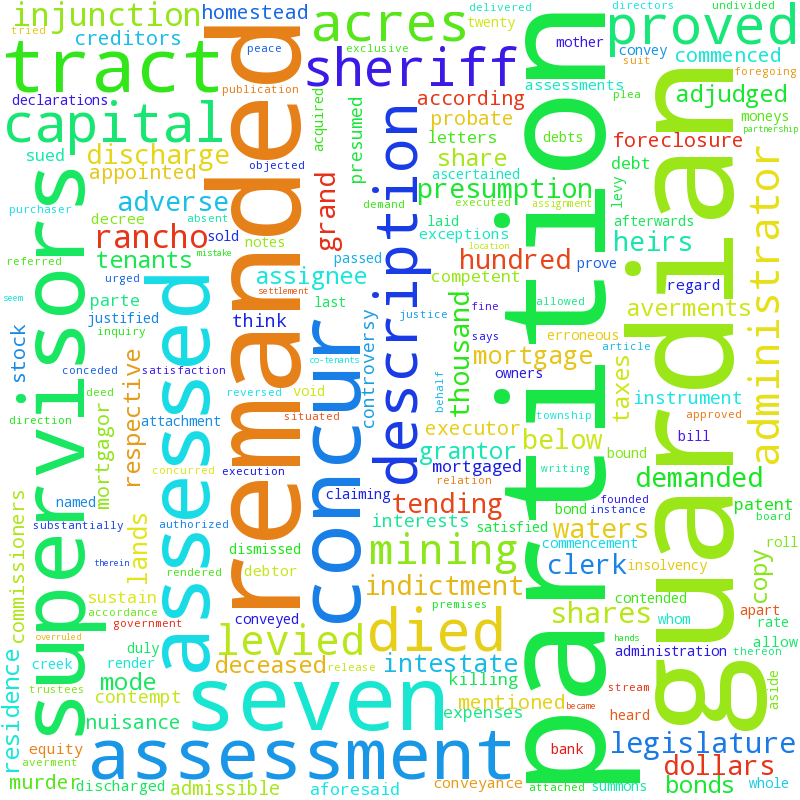 injunction
homestead
delivered
directors
undivided
tried
creditors
acres
twenty
proved
peace
exclusive
mother
convey
commenced
suit
tract
sheriff
foregoing
declarations
publication
according
assessments
plea
adjudged
capital
acquired
presumed
probate
moneys
partnership
letters
debts
foreclosure
sued
discharge
objected
share
debt
appointed
ascertained
presumption
levy
supervisors
remanded
description
partition
guardian
administrator
purchaser
adverse
absent
grand
demand
executed
assignment
decree
laid
afterwards
rancho
sold
notes
exceptions
location
heirs
mistake
passed
referred
tenants
hundred
prove
urged
assignee
competent
regard
settlement
seem
parte
last
thousand
fine
allowed
averments
justified
think
controversy
justice
inquiry
says
erroneous
article
stock
assessed
concur
mortgage
taxes
conceded
satisfaction
co-tenants
owners
deed
reversed
void
behalf
instrument
mortgagor
respective
direction
attachment
situated
executor
township
approved
below
bill
grantor
writing
bound
concurred
execution
mortgaged
relation
demanded
commissioners
named
claiming
tending
bond
founded
instance
patent
substantially
authorized
interests
satisfied
waters
board
lands
dismissed
mining
commencement
roll
therein
clerk
insolvency
copy
rendered
debtor
indictment
sustain
contended
accordance
premises
shares
apart
government
conveyed
whom
rate
overruled
levied
died
hands
duly
administration
thereon
allow
residence
creek
render
deceased
intestate
release
mode
killing
stream
aside
trustees
contempt
seven
mentioned
became
nuisance
expenses
heard
equity
assessment
bank
legislature
averment
dollars
murder
discharged
admissible
aforesaid
conveyance
attached
summons
bonds
whole